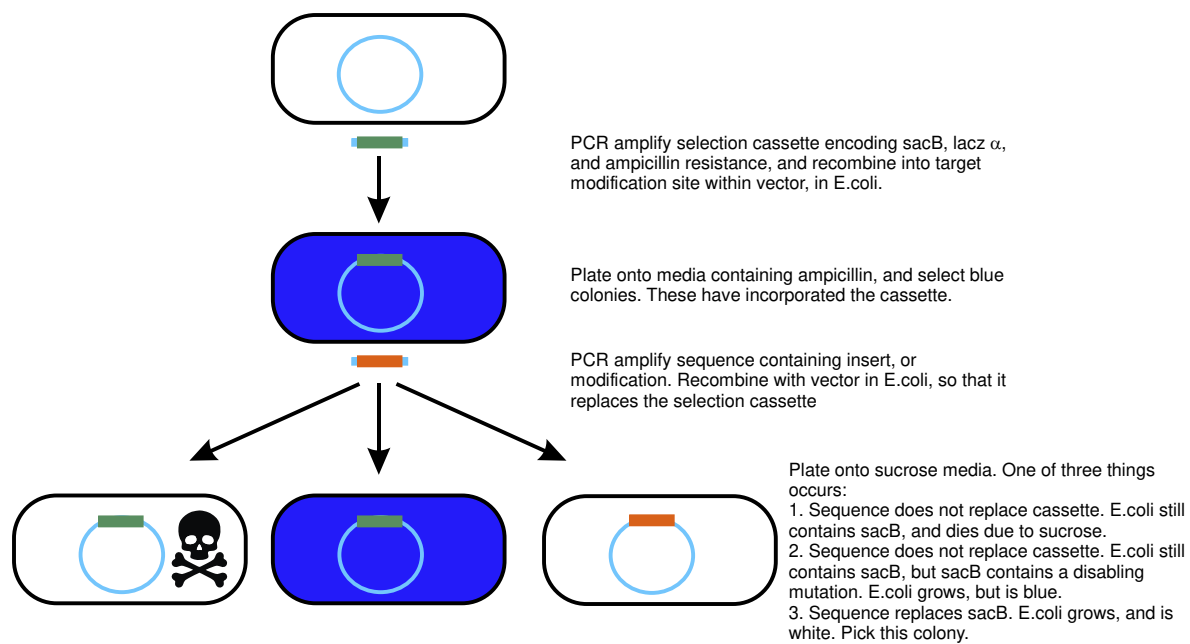 PCR amplify selection cassette encoding sacB, lacz α,
and ampicillin resistance, and recombine into target
modification site within vector, in E.coli.
Plate onto media containing ampicillin, and select blue
colonies. These have incorporated the cassette.
PCR amplify sequence containing insert, or
modification. Recombine with vector in E.coli, so that it
replaces the selection cassette
Plate onto sucrose media. One of three things
occurs:
1. Sequence does not replace cassette. E.coli still
contains sacB, and dies due to sucrose.
2. Sequence does not replace cassette. E.coli still
contains sacB, but sacB contains a disabling
mutation. E.coli grows, but is blue.
3. Sequence replaces sacB. E.coli grows, and is
white. Pick this colony.